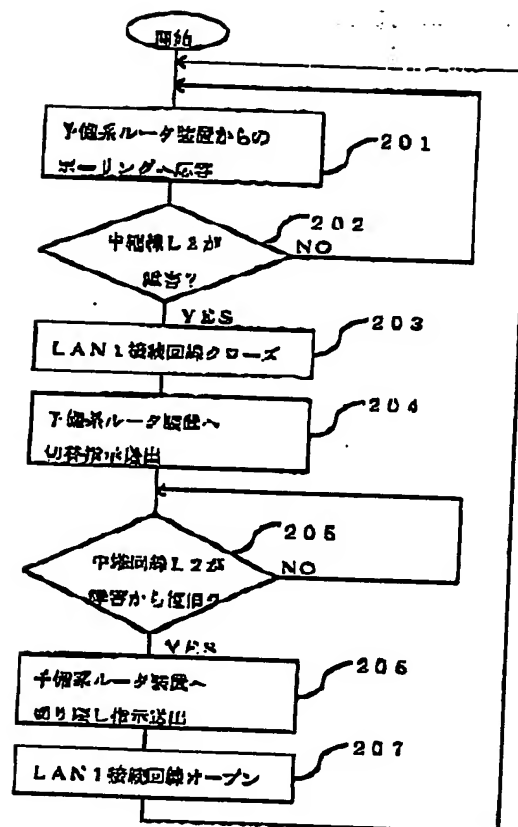 開始
予備系ルータ装置からの
ポーリングへ応答
201
202
中継線L2が
障害?
NO
YES
203
LAN1接続回線クローズ
204
予備系ルータ装置へ
切替指示送出
205
中継回線L2が
障害から復旧?
NO
YES
206
予備系ルータ装置へ
切り戻し指示送出
207
LAN1接続回線オープン